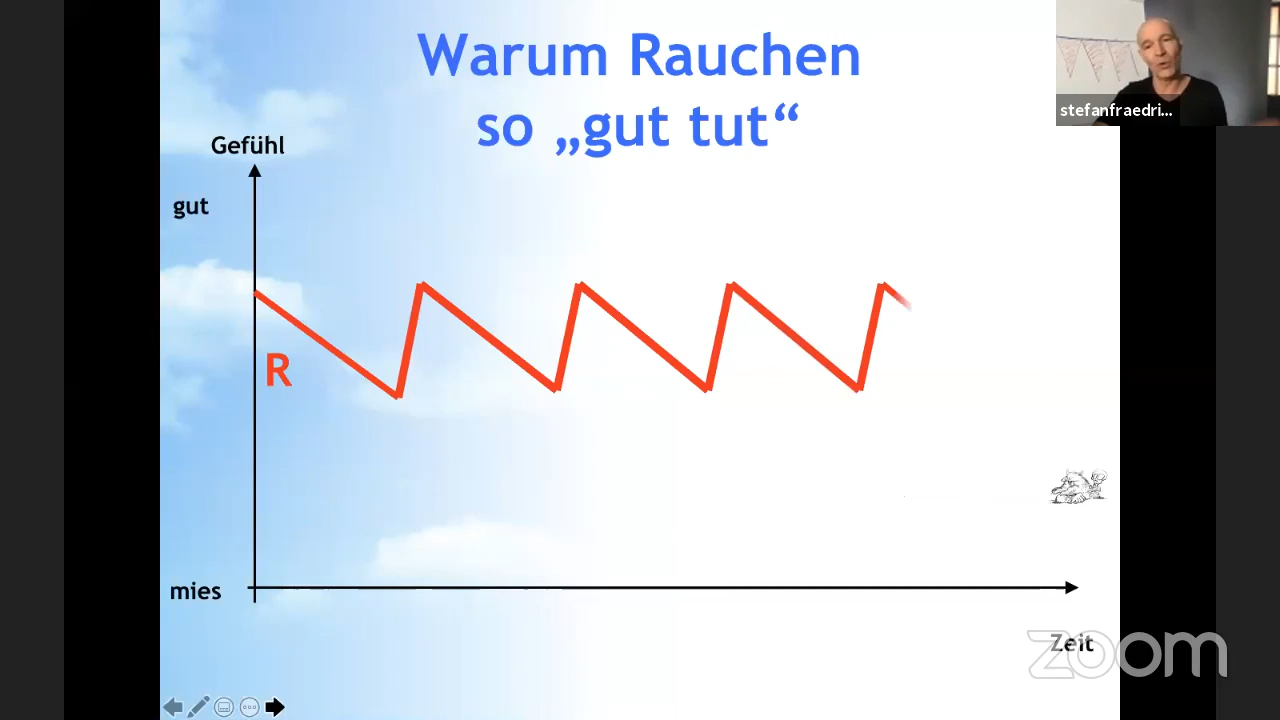 Warum Rauchen
so „gut tut“
stefanfraedri...
Gefühl
gut
R
mies
Zeit
zoom